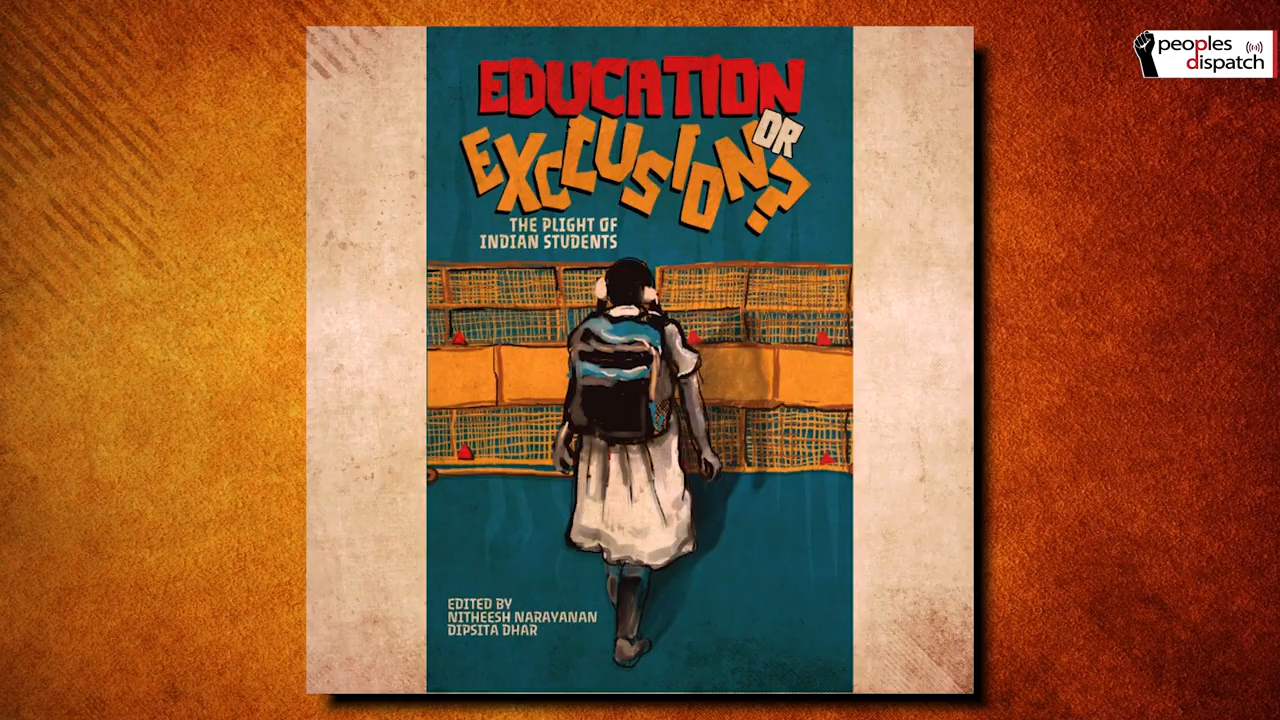 peoples
dispatch
EDUCATION
OR
EXCLUSION?
THE PLIGHT OF
INDIAN STUDENTS
EDITED BY
NITHEESH NARAYANAN
DIPSITA DHAR